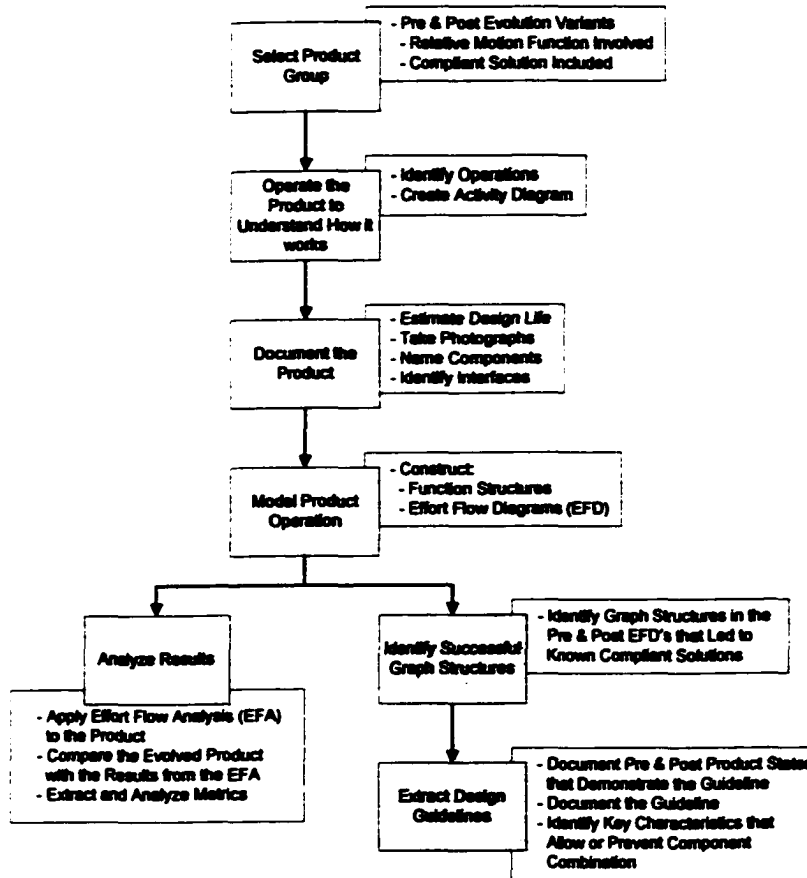 Select Product
Group
- Pre & Post Evolution Variants
- Relative Motion Function Involved
- Compliant Solution Included
Operate the
Product to
Understand How it
works
- Identify Operations
- Create Activity Diagram
Document the
Product
- Estimate Design Life
- Take Photographs
- Name Components
- Identify Interfaces
Model Product
Operation
- Construct:
- Function Structures
- Effort Flow Diagrams (EFD)
Analyze Results
- Apply Effort Flow Analysis (EFA)
to the Product
- Compare the Evolved Product
with the Results from the EFA
- Extract and Analyze Metrics
Identify Successful
Graph Structures
- Identify Graph Structures in the
Pre & Post EFD's that Led to
Known Compliant Solutions
Extract Design
Guidelines
- Document Pre & Post Product States
that Demonstrate the Guideline
- Document the Guideline
- Identify Key Characteristics that
Allow or Prevent Component
Combination